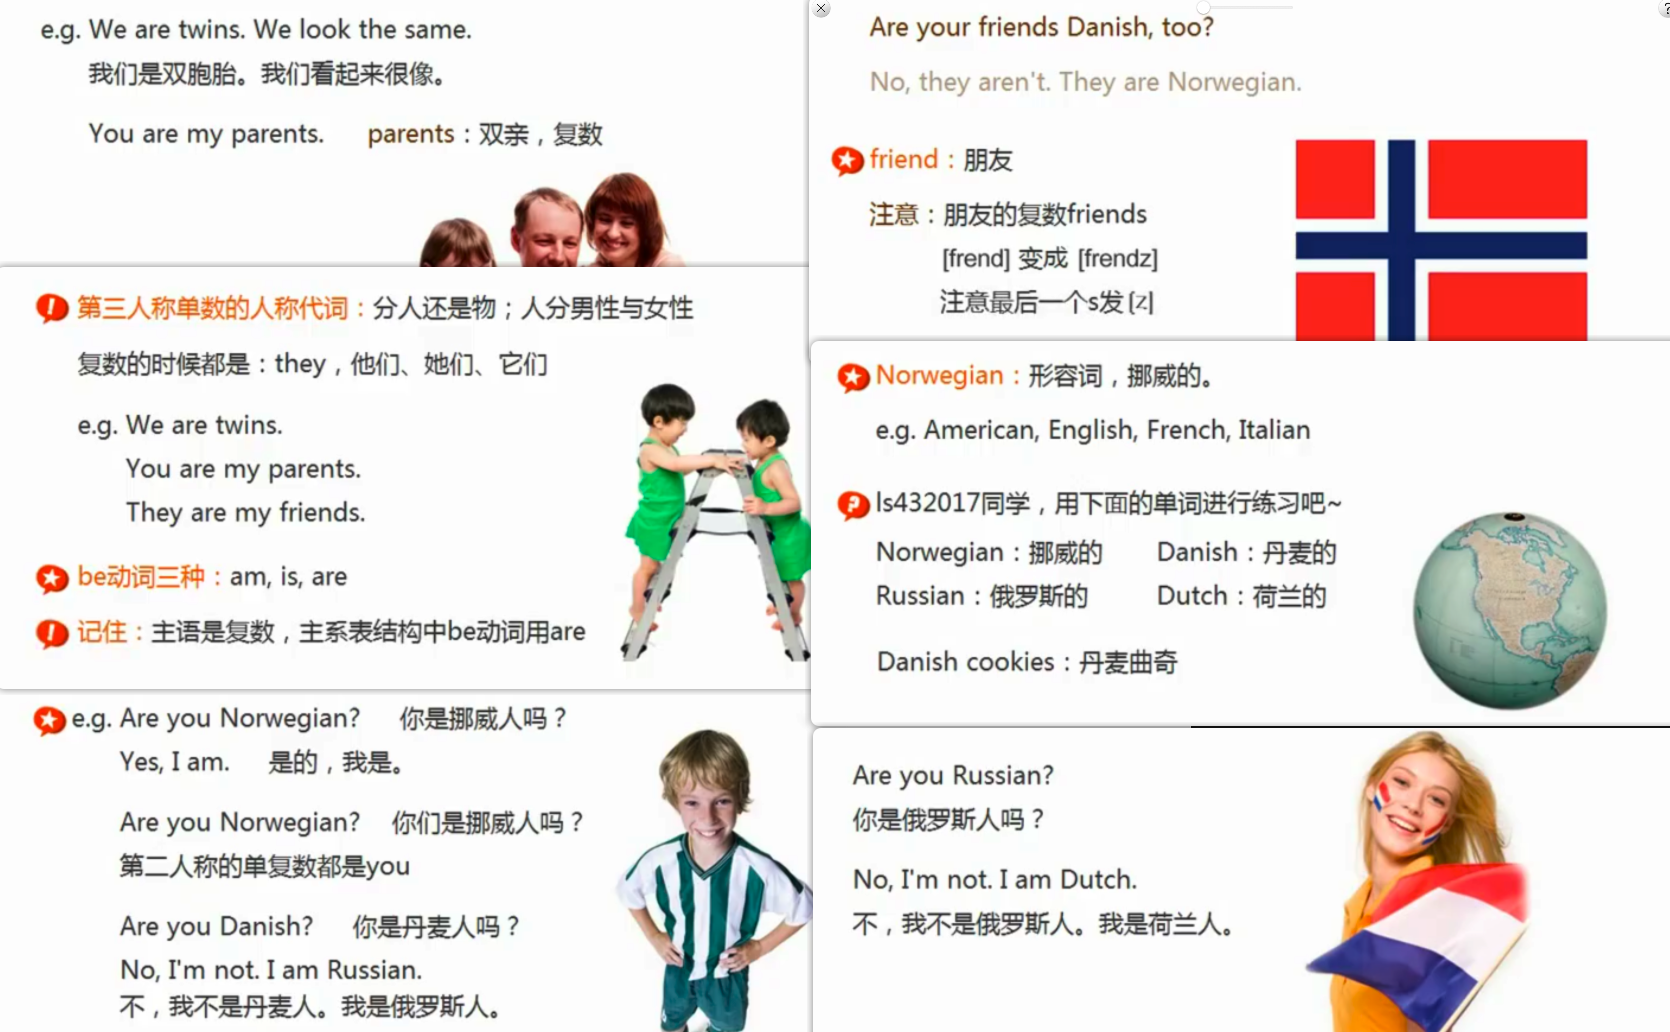 e.g. We are twins. We look the same.
我们是双胞胎。我们看起来很像。
You are my parents. parents：双亲，复数
第三人称单数的人称代词：分人还是物；人分男性与女性
复数的时候都是：they，他们、她们、它们
e.g. We are twins.
You are my parents.
They are my friends.
be动词三种：am, is, are
记住：主语是复数，主系表结构中be动词用are
e.g. Are you Norwegian? 你是挪威人吗？
Yes, I am. 是的，我是。
Are you Norwegian? 你们是挪威人吗？
第二人称的单复数都是you
Are you Danish? 你是丹麦人吗？
No, I'm not. I am Russian.
不，我不是丹麦人。我是俄罗斯人。
Are your friends Danish, too?
No, they aren't. They are Norwegian.
friend：朋友
注意：朋友的复数friends
[frend] 变成 [frendz]
注意最后一个s发[z]
Norwegian：形容词，挪威的。
e.g. American, English, French, Italian
ls432017同学，用下面的单词进行练习吧~
Norwegian：挪威的 Danish：丹麦的
Russian：俄罗斯的 Dutch：荷兰的
Danish cookies：丹麦曲奇
Are you Russian?
你是俄罗斯人吗？
No, I'm not. I am Dutch.
不，我不是俄罗斯人。我是荷兰人。